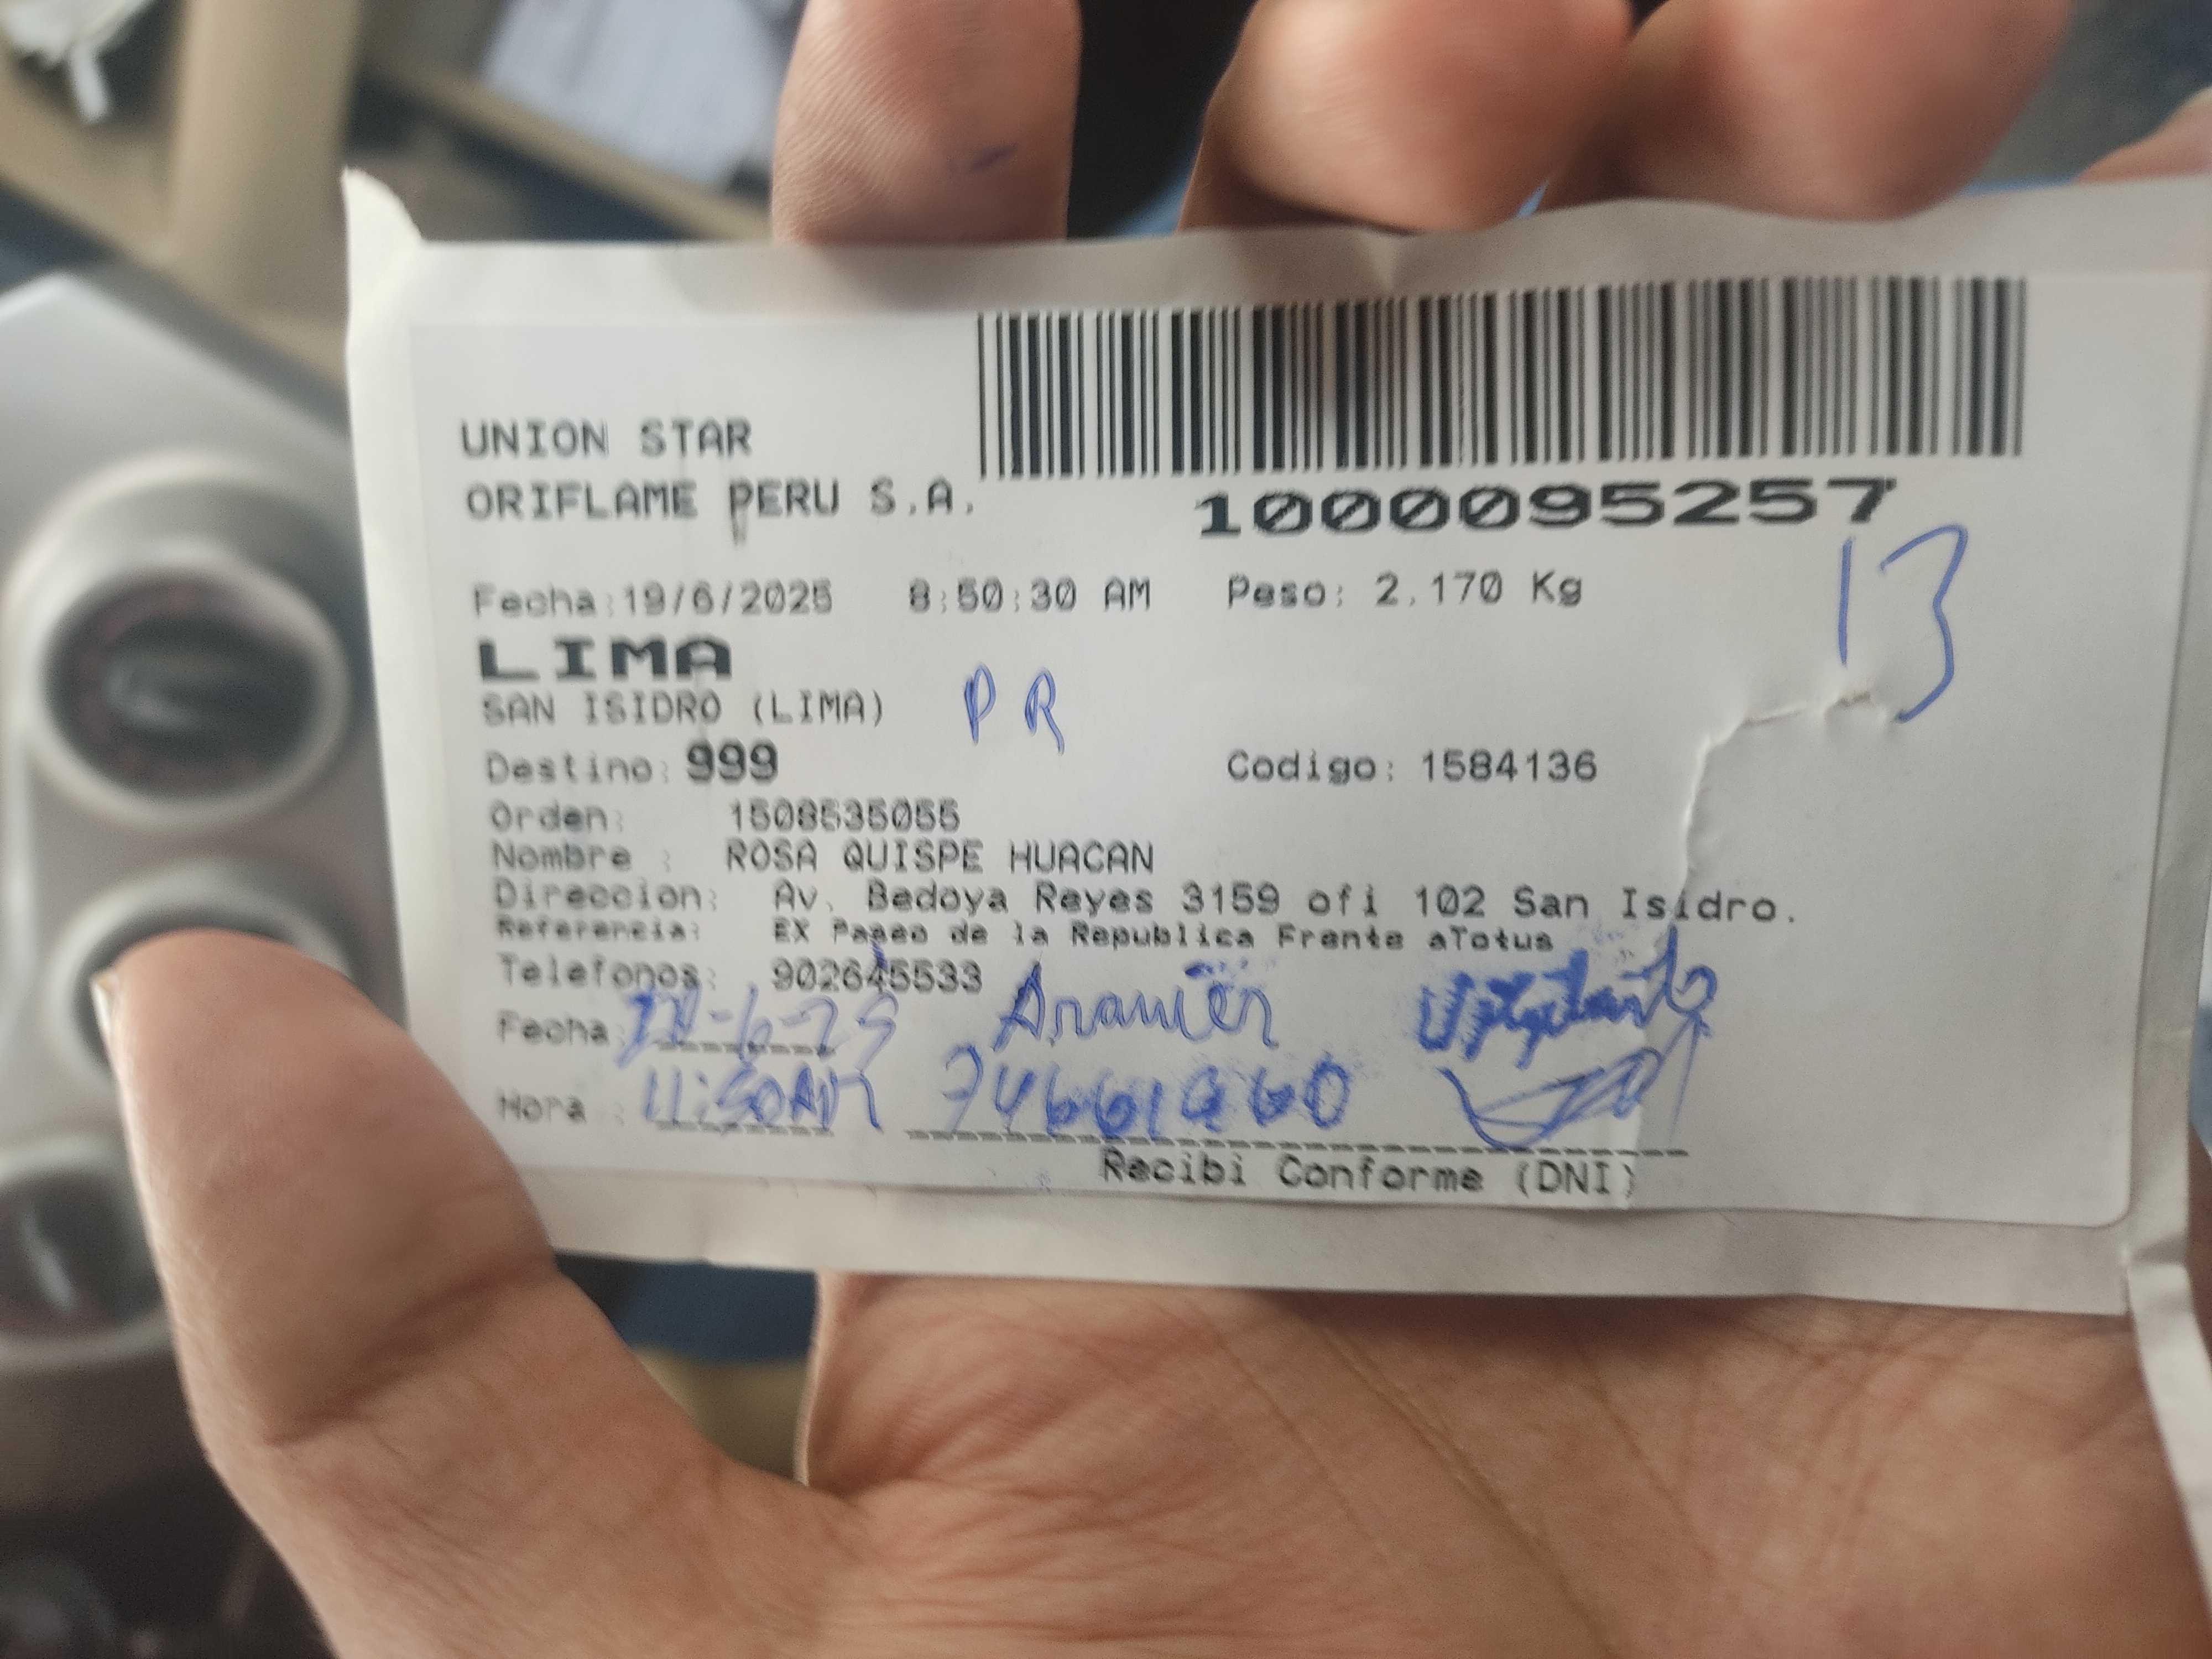 UNION STAR
ORIFLAME PERU S.A.
1000095257
13
Fecha:19/6/2025 8:50:30 AM Peso: 2,170 Kg
LIMA
SAN ISIDRO (LIMA) PR
Destino: 999 Codigo: 1584136
Orden: 1508535055
Nombre : ROSA QUISPE HUACAN
Direccion: Av. Bedoya Reyes 3159 ofi 102 San Isidro.
Referencia: EX Paseo de la Republica Frente aTotus
Telefonos: 902645533
Fecha: Vigilante
Hora : 11:50AM
Recibi Conforme (DNI)